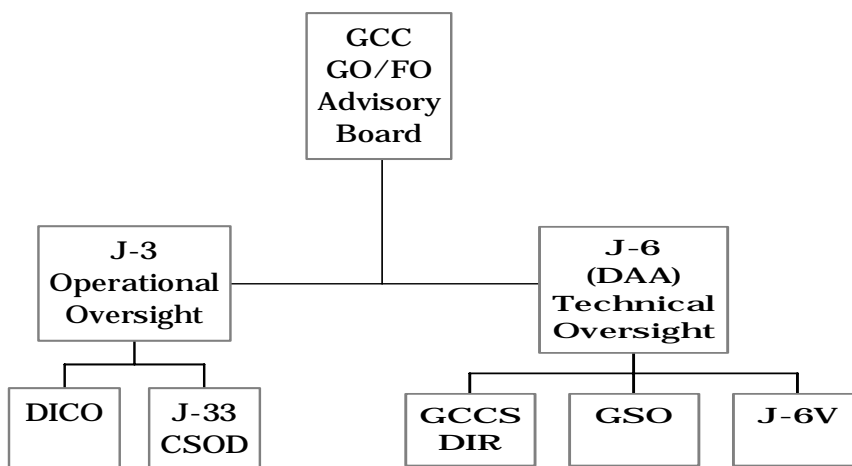 GCC
GO/FO
Advisory
Board
J-3
Operational
Oversight
J-6
(DAA)
Technical
Oversight
DICO
J-33
CSOD
GCCS
DIR
GSO
J-6V